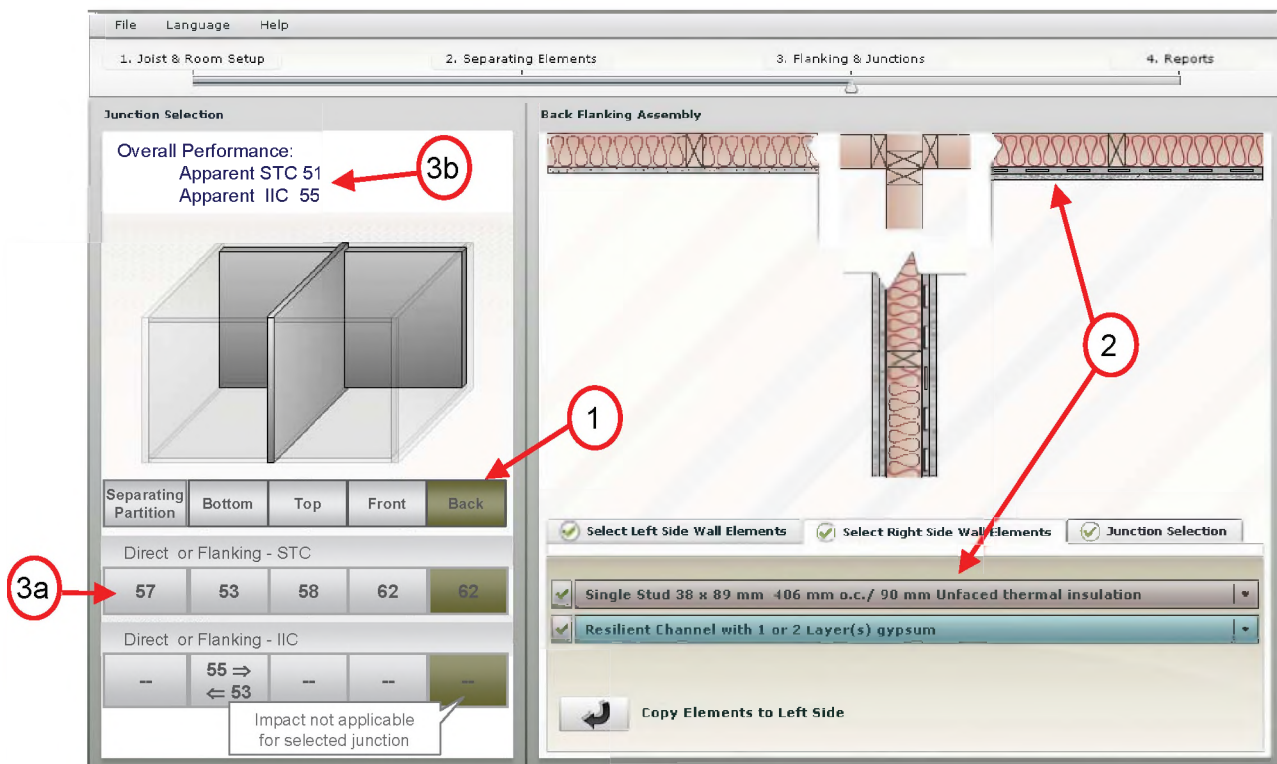 File Language Help
1. Joist & Room Setup 2. Separating Elements 3. Flanking & Junctions 4. Reports
Junction Selection
Overall Performance:
Apparent STC 51
Apparent IIC 55
3b
1
Separating Partition Bottom Top Front Back
Direct or Flanking - STC
3a
57 53 58 62 62
Direct or Flanking - IIC
-- 55 ⇒ -- -- --
⇐ 53
Impact not applicable
for selected junction
Back Flanking Assembly
2
Select Left Side Wall Elements Select Right Side Wall Elements Junction Selection
Single Stud 38 x 89 mm 406 mm o.c./ 90 mm Unfaced thermal insulation
Resilient Channel with 1 or 2 Layer(s) gypsum
Copy Elements to Left Side